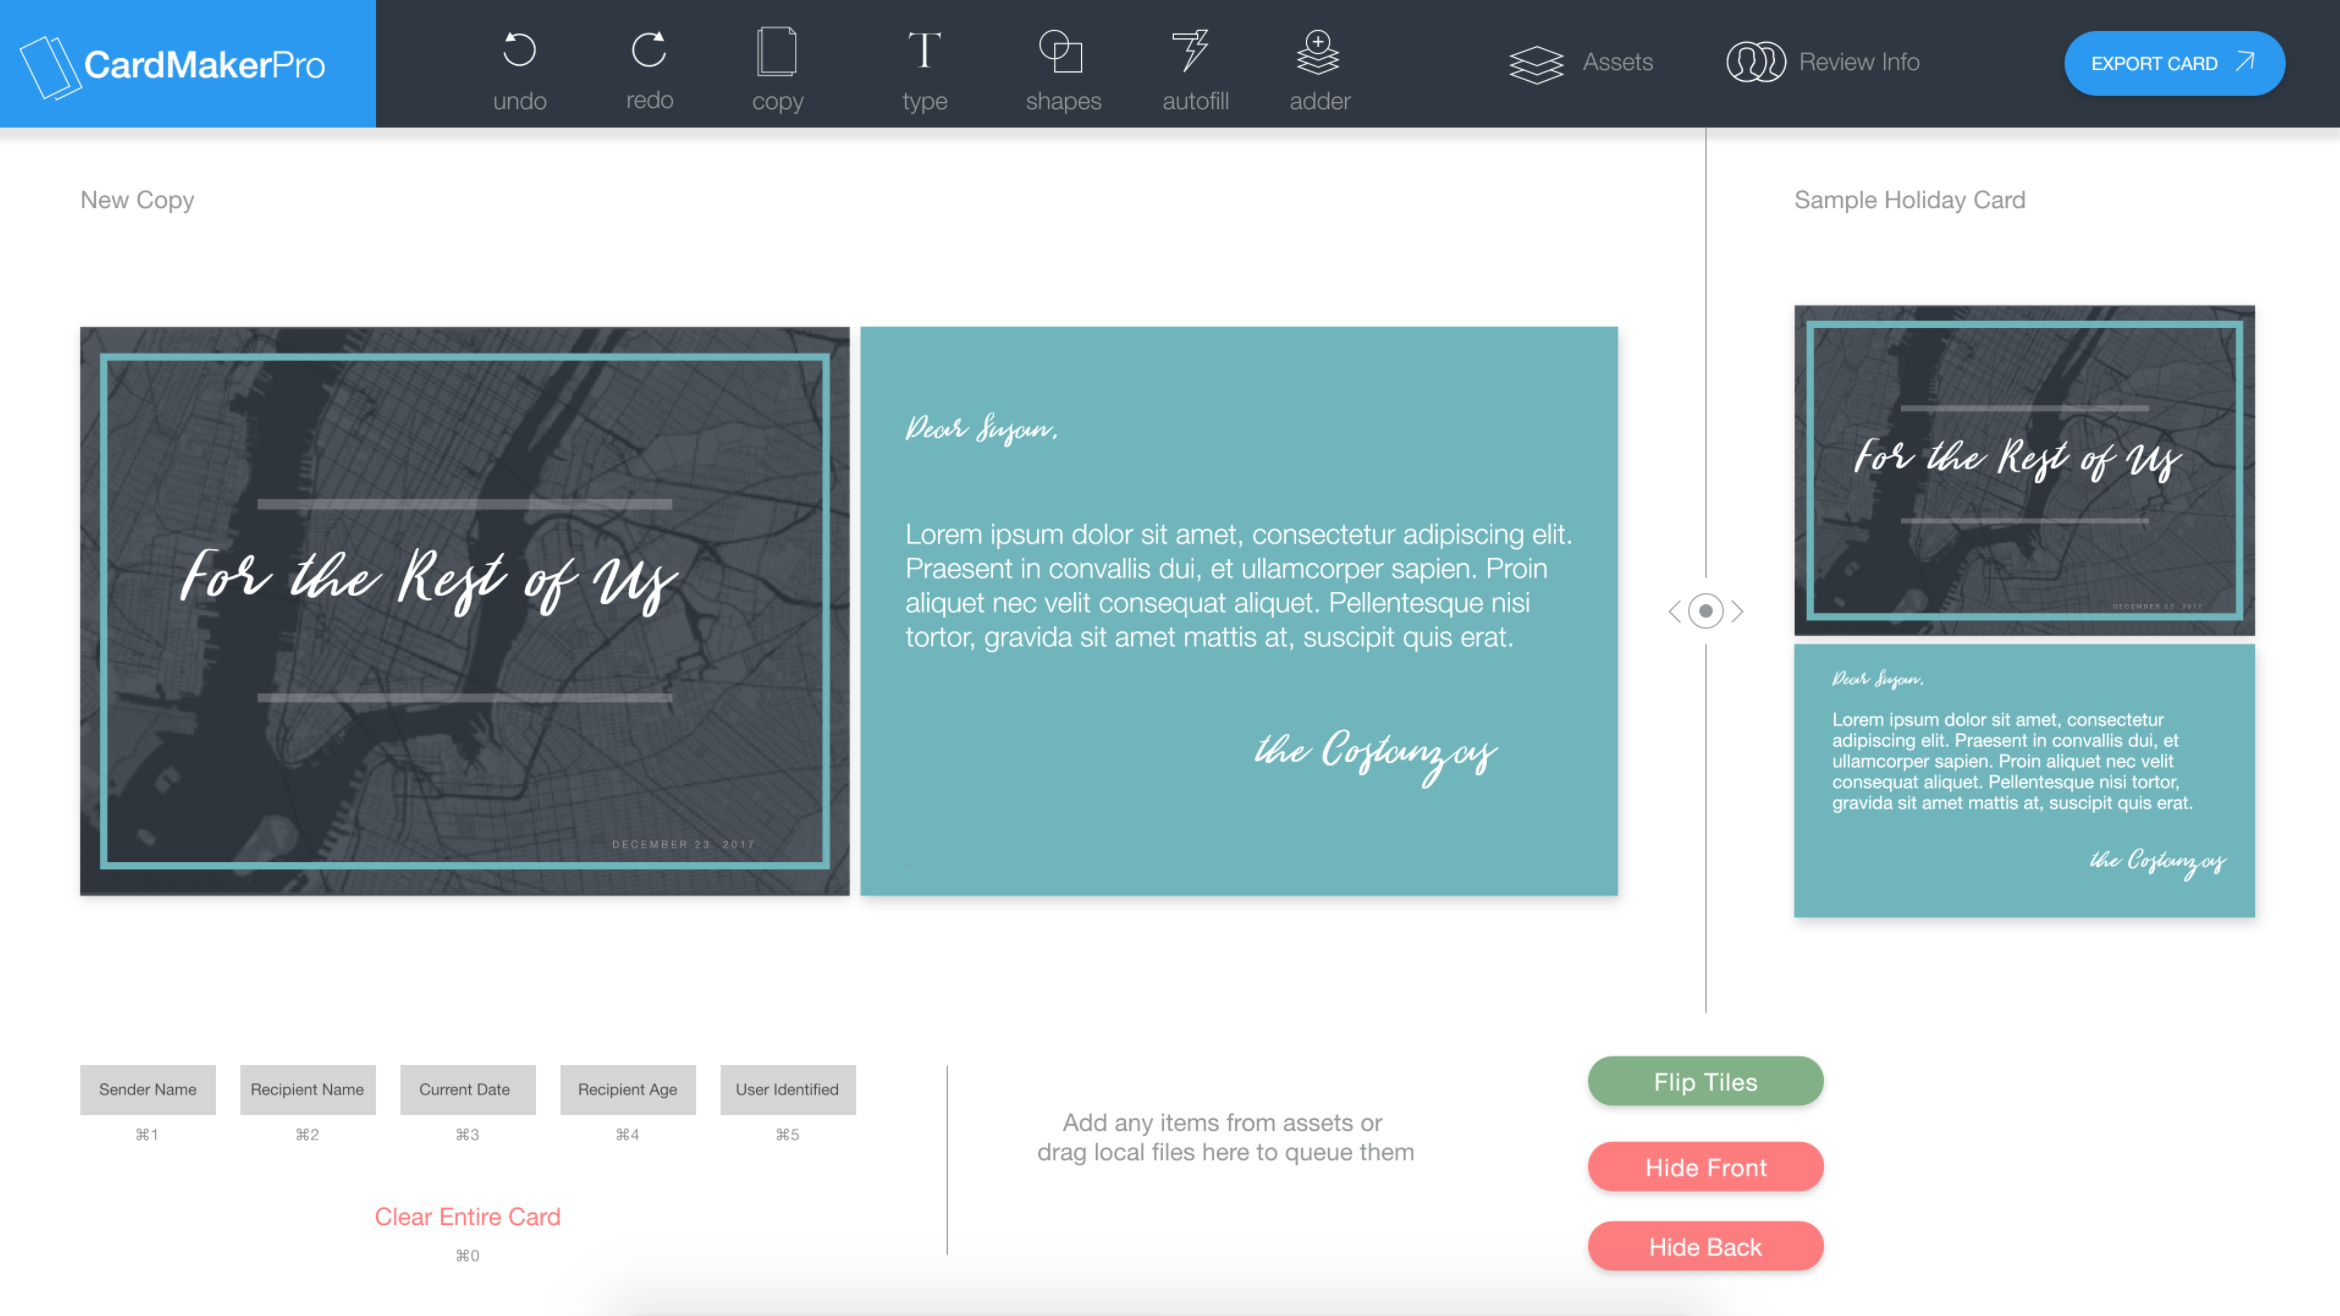 CardMakerPro
undo
redo
copy
T
type
shapes
autofill
adder
Assets
Review Info
EXPORT CARD
New Copy
Sample Holiday Card
For the Rest of Us
DECEMBER 23 2017
Dear Susan,
Lorem ipsum dolor sit amet, consectetur adipiscing elit.
Praesent in convallis dui, et ullamcorper sapien. Proin
aliquet nec velit consequat aliquet. Pellentesque nisi
tortor, gravida sit amet mattis at, suscipit quis erat.
the Costanzas
For the Rest of Us
DECEMBER 23 2017
Dear Susan,
Lorem ipsum dolor sit amet, consectetur
adipiscing elit. Praesent in convallis dui, et
ullamcorper sapien. Proin aliquet nec velit
consequat aliquet. Pellentesque nisi tortor,
gravida sit amet mattis at, suscipit quis erat.
the Costanzas
Sender Name
⌘1
Recipient Name
⌘2
Current Date
⌘3
Recipient Age
⌘4
User Identified
⌘5
Clear Entire Card
⌘0
Add any items from assets or
drag local files here to queue them
Flip Tiles
Hide Front
Hide Back